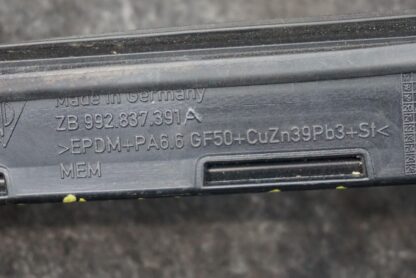 Made in Germany
ZB 992.837.391A
>EPDM+PA6.6 GF50+CuZn39Pb3+St<
MEM